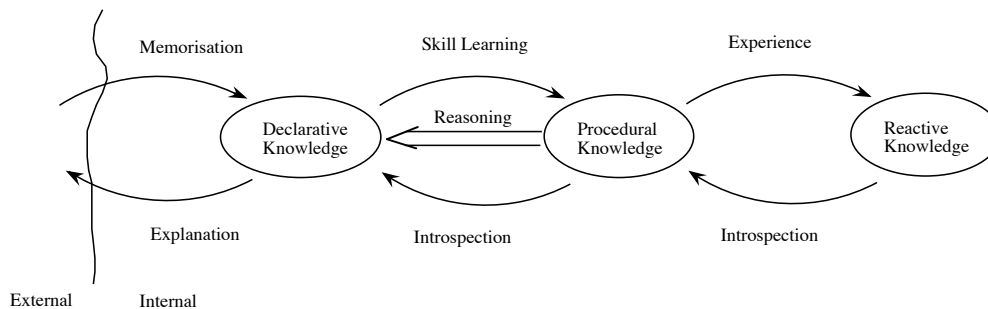 Memorisation
Skill Learning
Experience
Reasoning
Declarative
Knowledge
Procedural
Knowledge
Reactive
Knowledge
Explanation
Introspection
Introspection
External
Internal